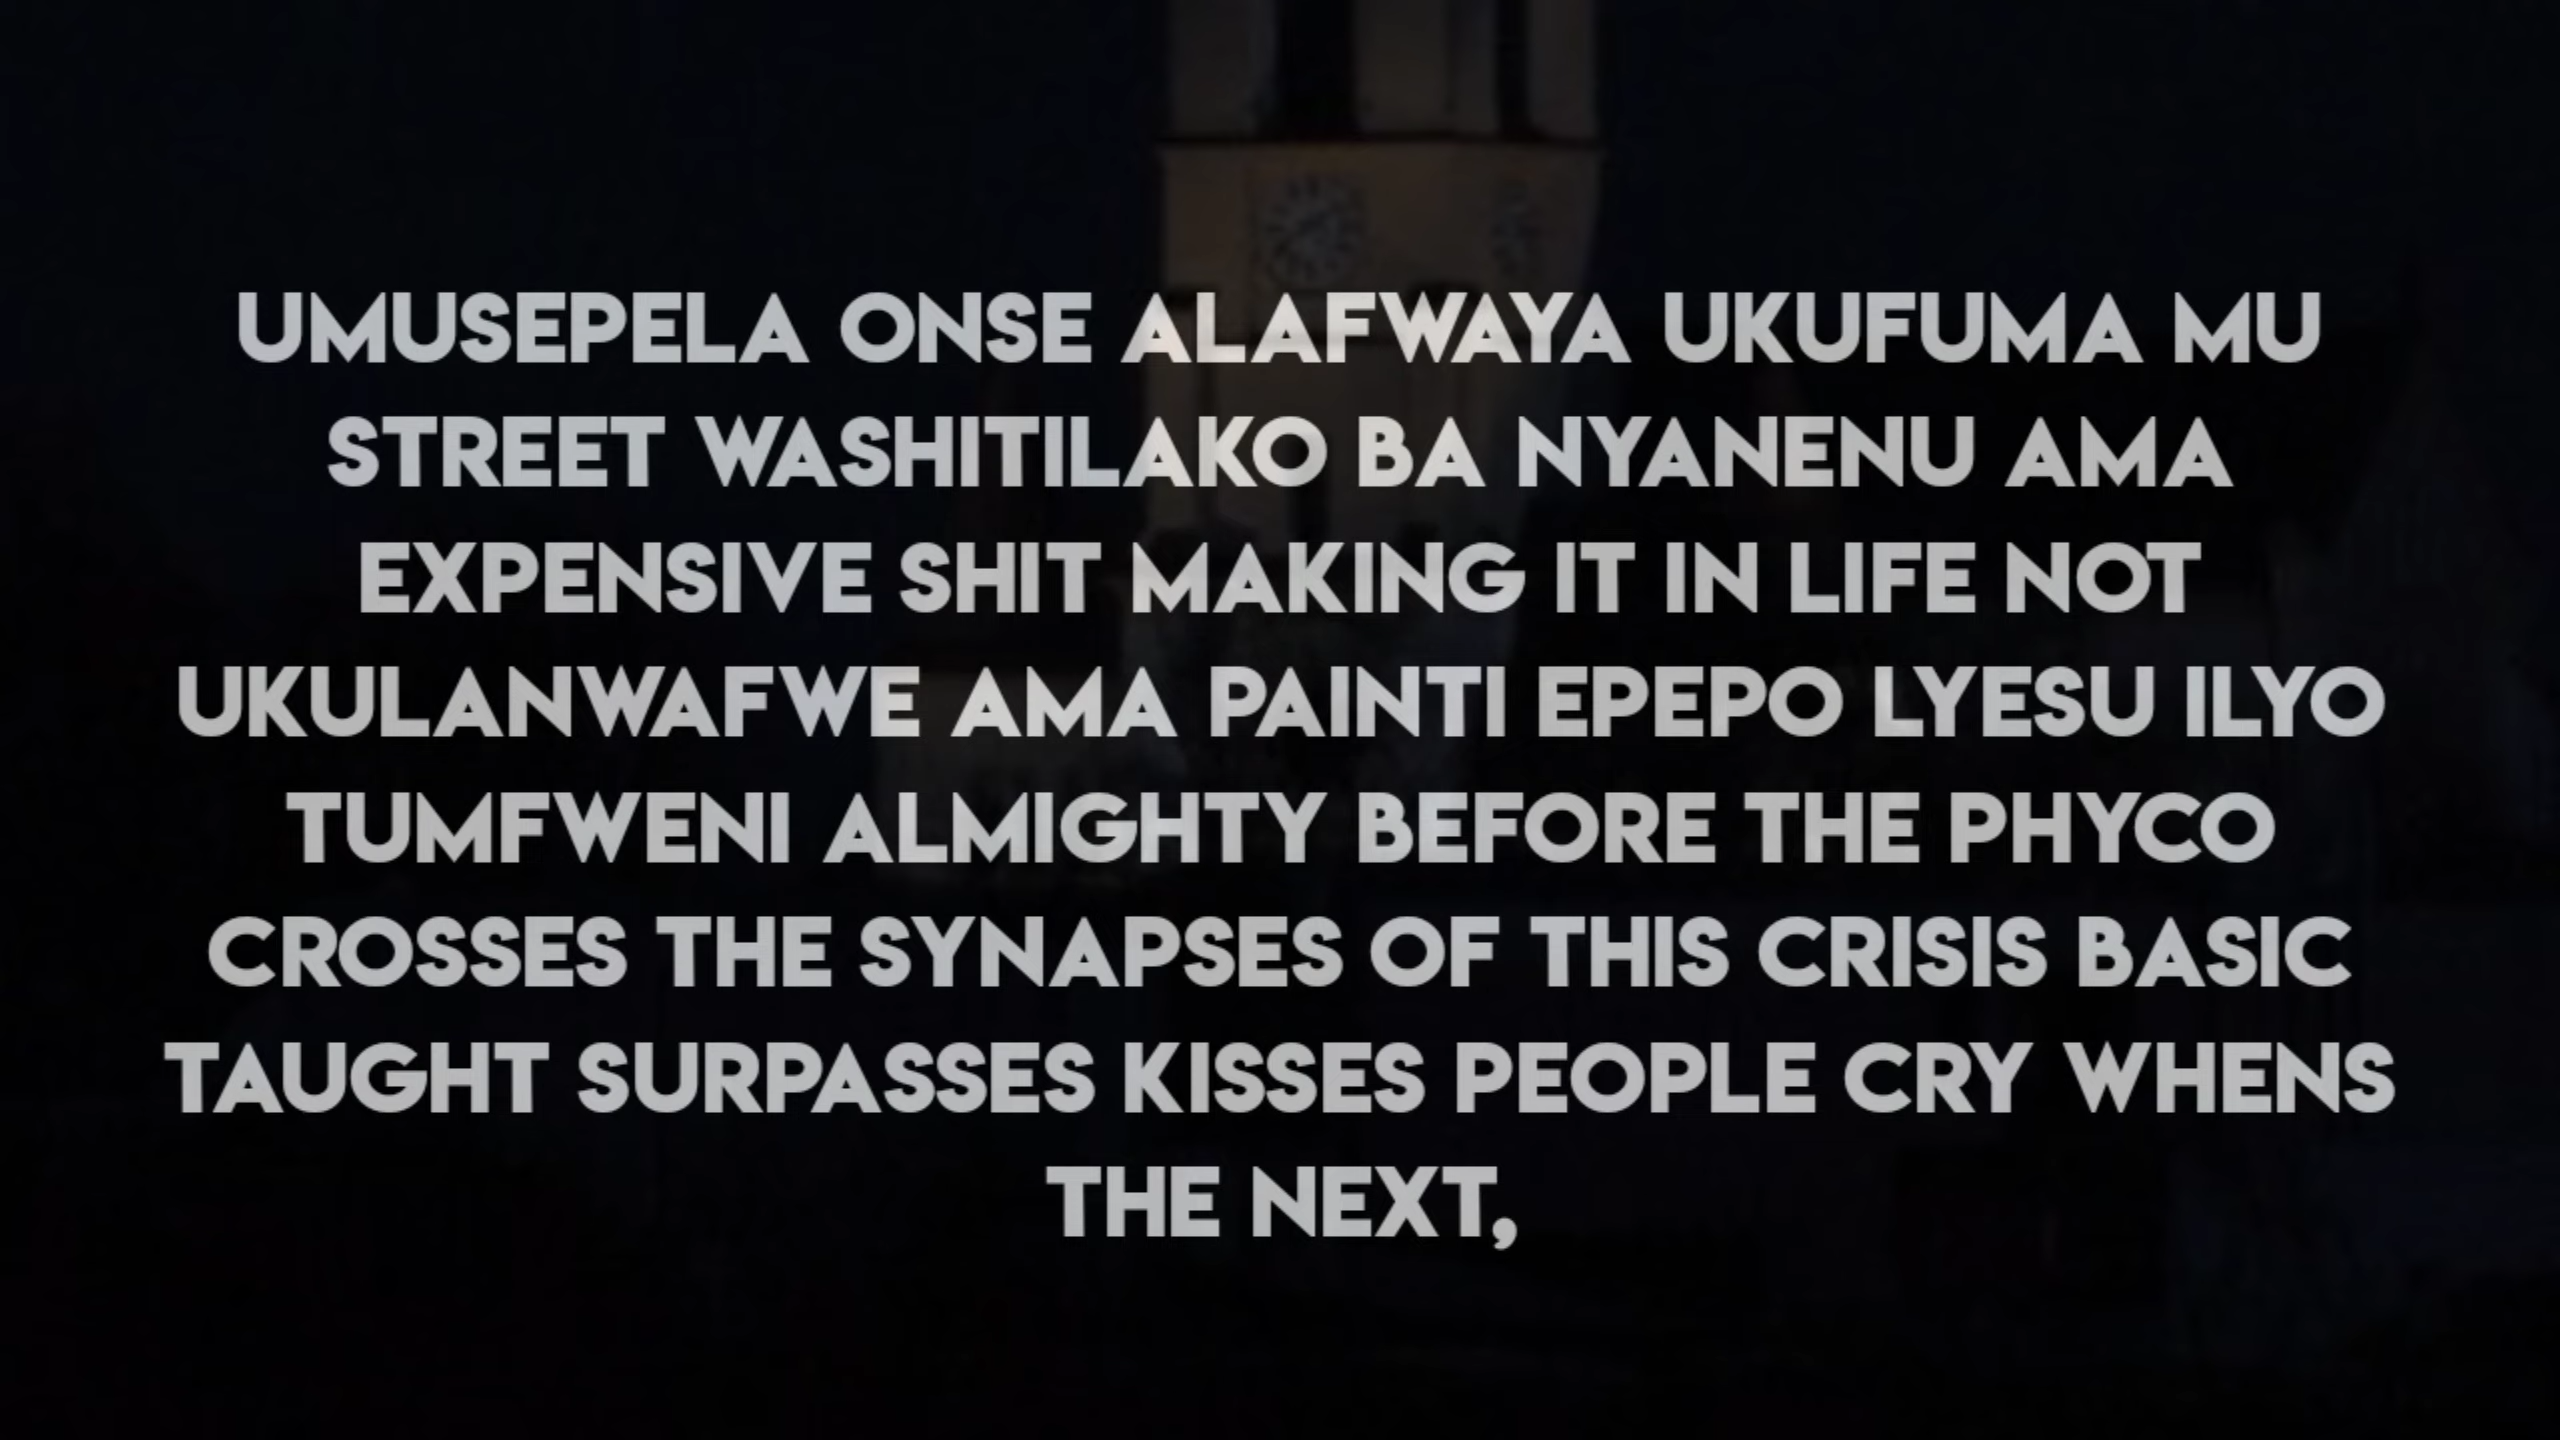 UMUSEPELA ONSE ALAFWAYA UKUFUMA MU
STREET WASHITILAKO BA NYANENU AMA
EXPENSIVE SHIT MAKING IT IN LIFE NOT
UKULANWAFWE AMA PAINTI EPEPO LYESU ILYO
TUMFWENI ALMIGHTY BEFORE THE PHYCO
CROSSES THE SYNAPSES OF THIS CRISIS BASIC
TAUGHT SURPASSES KISSES PEOPLE CRY WHENS
THE NEXT,